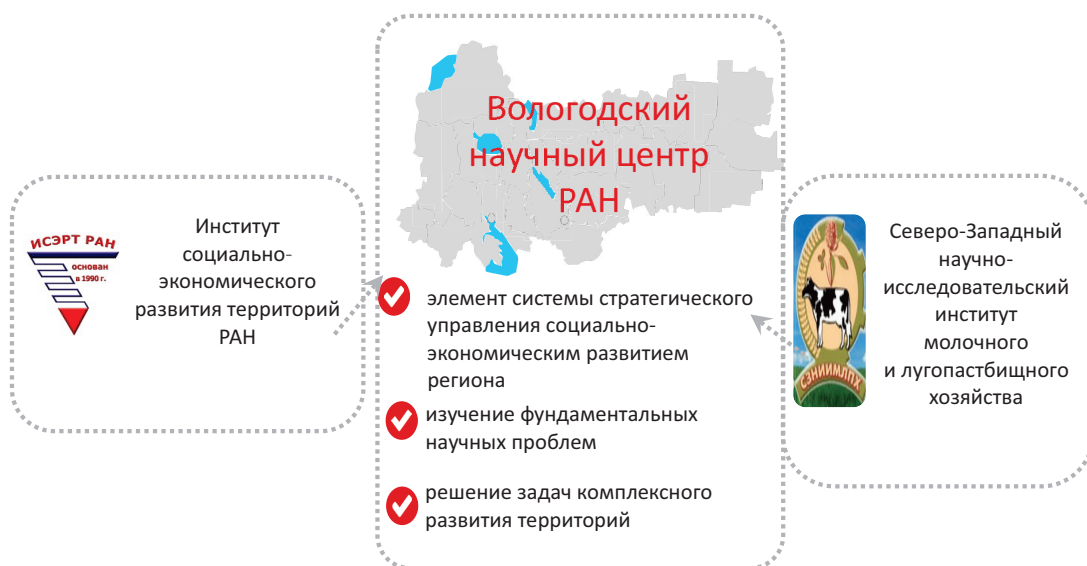 Вологодский
научный центр
РАН
ИСЭРТ РАН
основан
в 1990 г.
Институт
социально-
экономического
развития территорий
РАН
элемент системы стратегического
управления социально-
экономическим развитием
региона
изучение фундаментальных
научных проблем
решение задач комплексного
развития территорий
СЗНИИМЛПХ
Северо-Западный
научно-
исследовательский
институт
молочного
и лугопастбищного
хозяйства